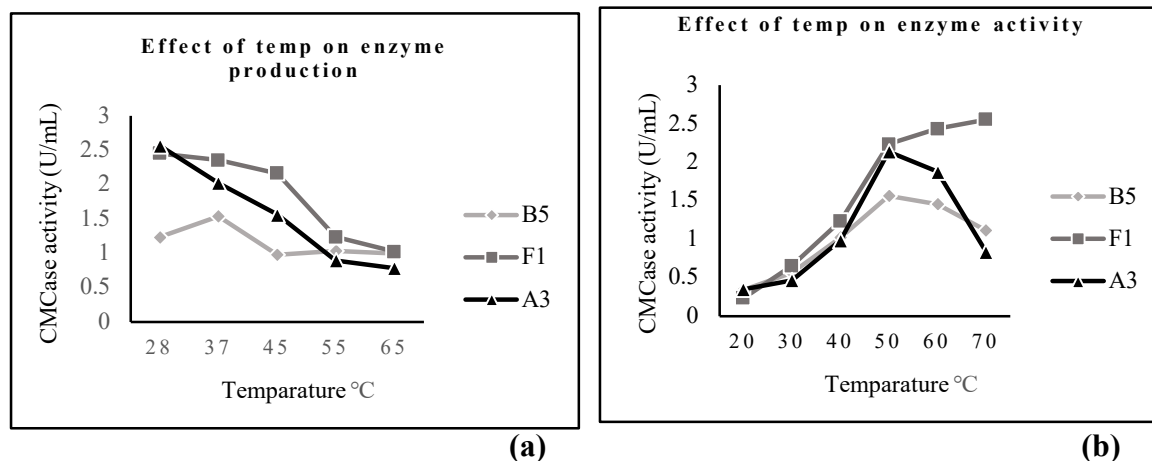 Effect of temp on enzyme
production
CMCase activity (U/mL)
3
2.5
2
1.5
1
0.5
0
28 37 45 55 65
Temparature °C
B5
F1
A3
(a)
Effect of temp on enzyme activity
CMCase activity (U/mL)
3
2.5
2
1.5
1
0.5
0
20 30 40 50 60 70
Temparature °C
B5
F1
A3
(b)